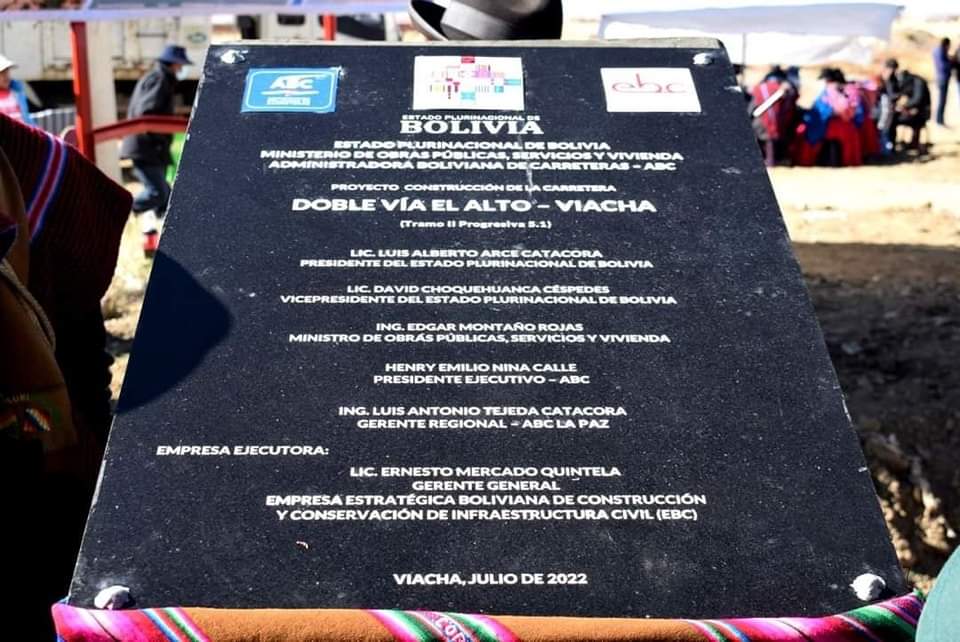 ABC
ebc
ESTADO PLURINACIONAL DE
BOLIVIA
ESTADO PLURINACIONAL DE BOLIVIA
MINISTERIO DE OBRAS PÚBLICAS, SERVICIOS Y VIVIENDA
ADMINISTRADORA BOLIVIANA DE CARRETERAS - ABC
PROYECTO CONSTRUCCIÓN DE LA CARRETERA
DOBLE VÍA EL ALTO - VIACHA
(Tramo II Progresiva 5.1)
LIC. LUIS ALBERTO ARCE CATACORA
PRESIDENTE DEL ESTADO PLURINACIONAL DE BOLIVIA
LIC. DAVID CHOQUEHUANCA CÉSPEDES
VICEPRESIDENTE DEL ESTADO PLURINACIONAL DE BOLIVIA
ING. EDGAR MONTAÑO ROJAS
MINISTRO DE OBRAS PÚBLICAS, SERVICIOS Y VIVIENDA
HENRY EMILIO NINA CALLE
PRESIDENTE EJECUTIVO - ABC
ING. LUIS ANTONIO TEJEDA CATACORA
GERENTE REGIONAL - ABC LA PAZ
EMPRESA EJECUTORA:
LIC. ERNESTO MERCADO QUINTELA
GERENTE GENERAL
EMPRESA ESTRATÉGICA BOLIVIANA DE CONSTRUCCIÓN
Y CONSERVACIÓN DE INFRAESTRUCTURA CIVIL (EBC)
VIACHA, JULIO DE 2022